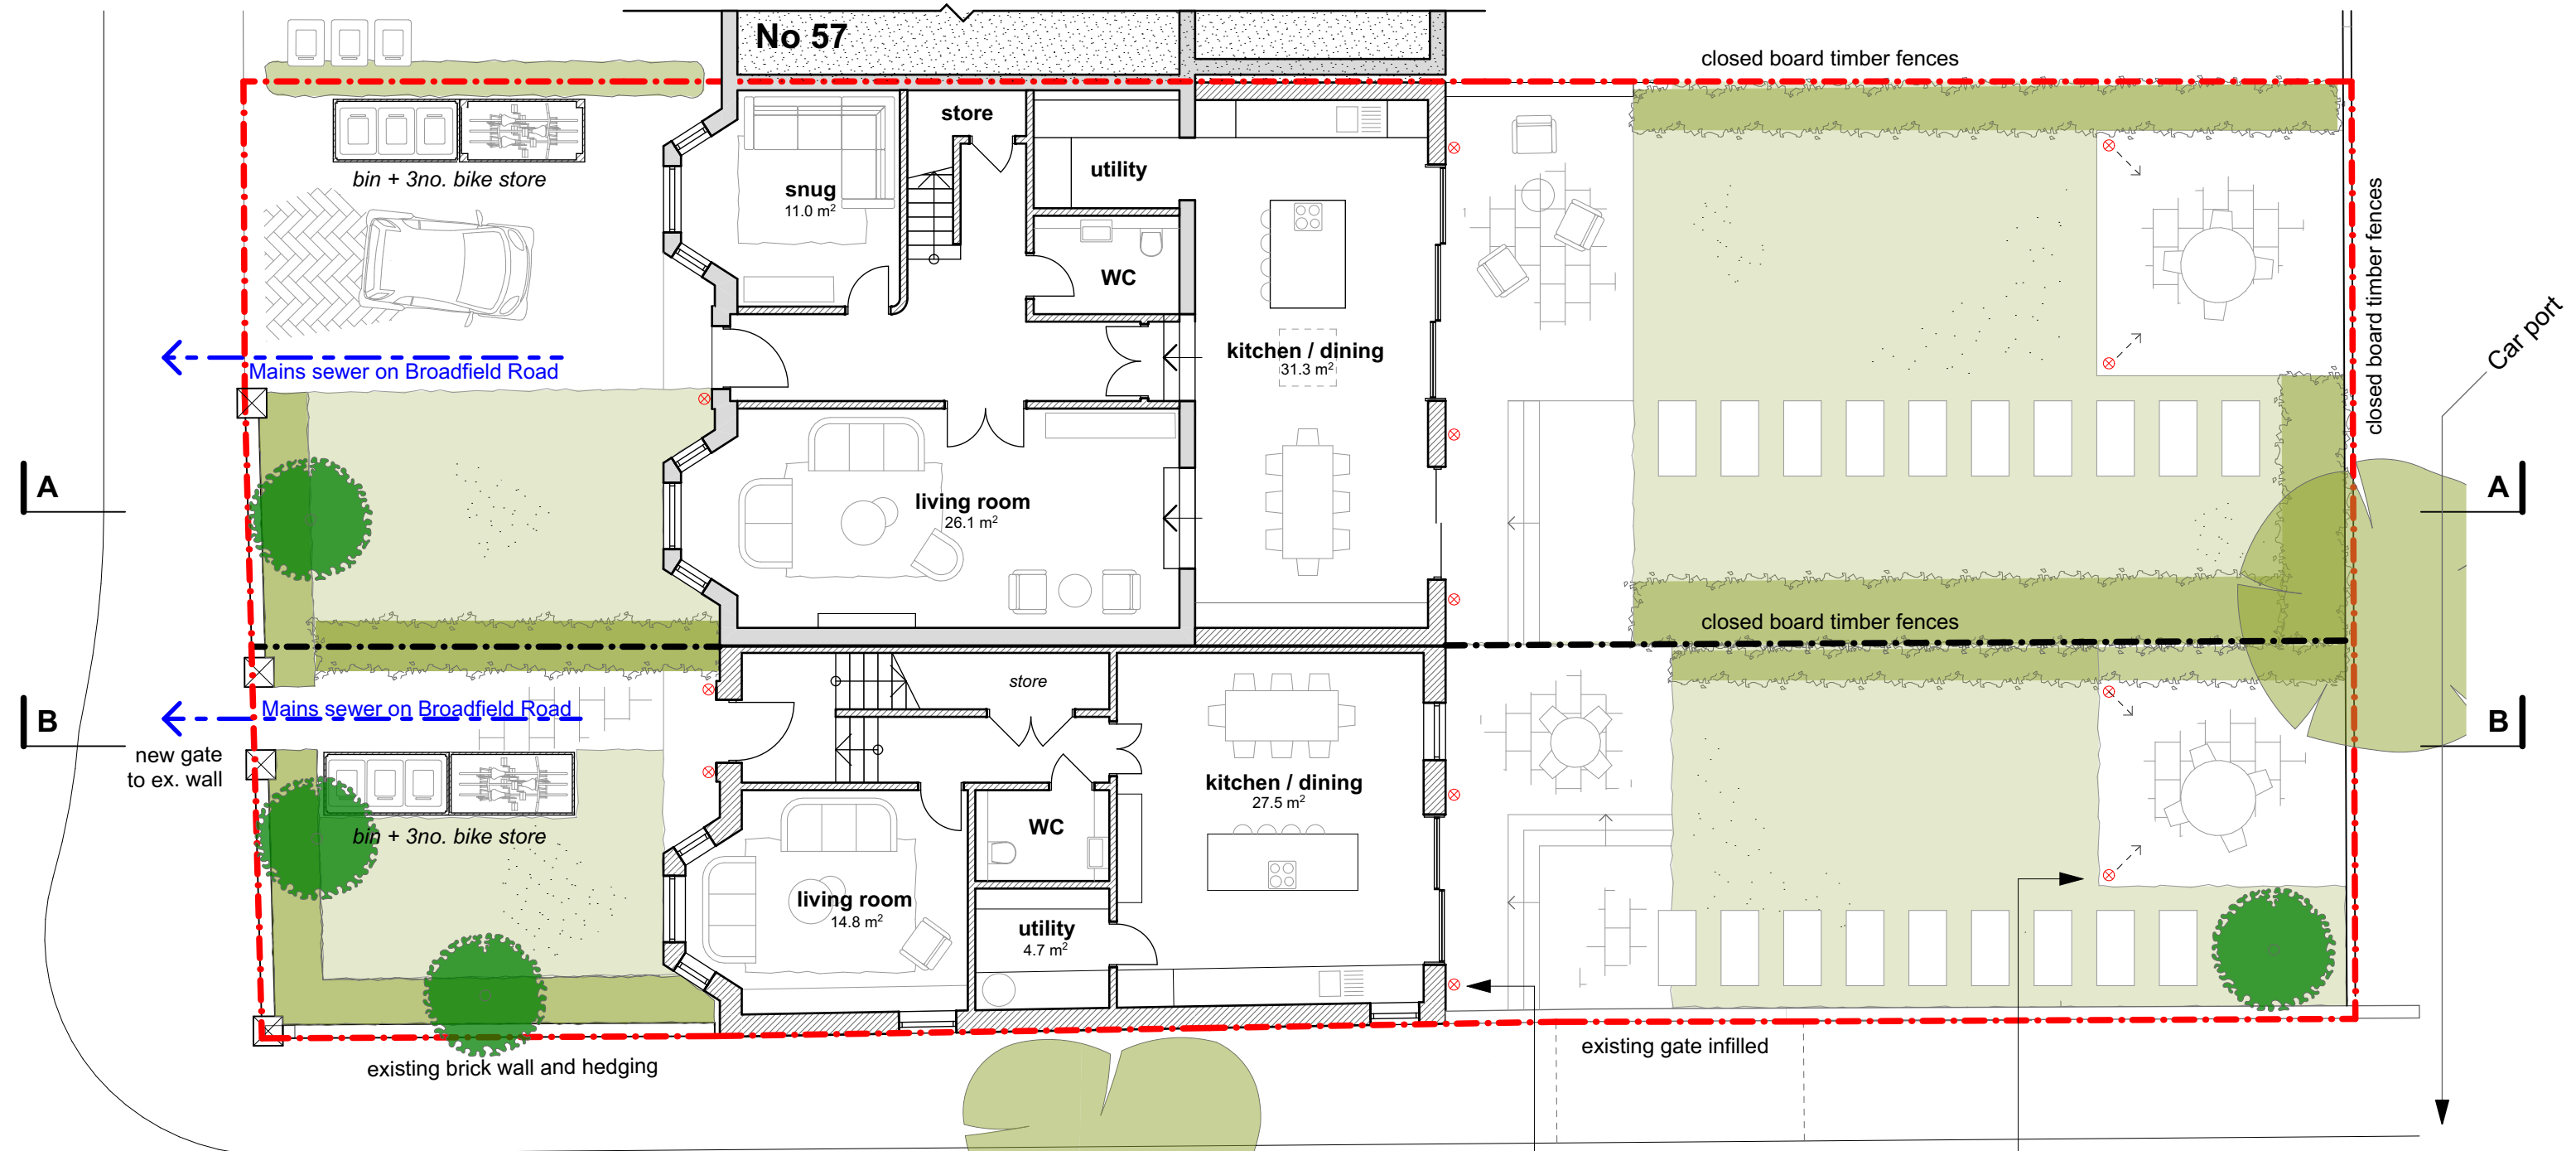 No 57
closed board timber fences
store
bin + 3no. bike store
utility
snug
11.0 m²
closed board timber fences
WC
Car port
kitchen / dining
31.3 m²
Mains sewer on Broadfield Road
A
A
living room
26.1 m²
closed board timber fences
store
Mains sewer on Broadfield Road
B
B
new gate
to ex. wall
kitchen / dining
27.5 m²
bin + 3no. bike store
WC
living room
14.8 m²
utility
4.7 m²
existing gate infilled
existing brick wall and hedging